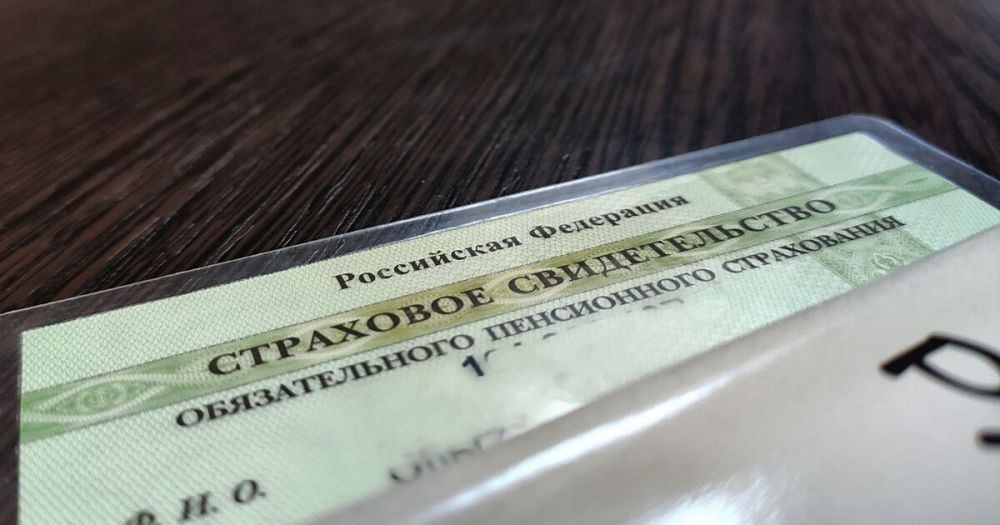 Российская Федерация
СТРАХОВОЕ СВИДЕТЕЛЬСТВО
ОБЯЗАТЕЛЬНОГО ПЕНСИОННОГО СТРАХОВАНИЯ
Ф. И. О.